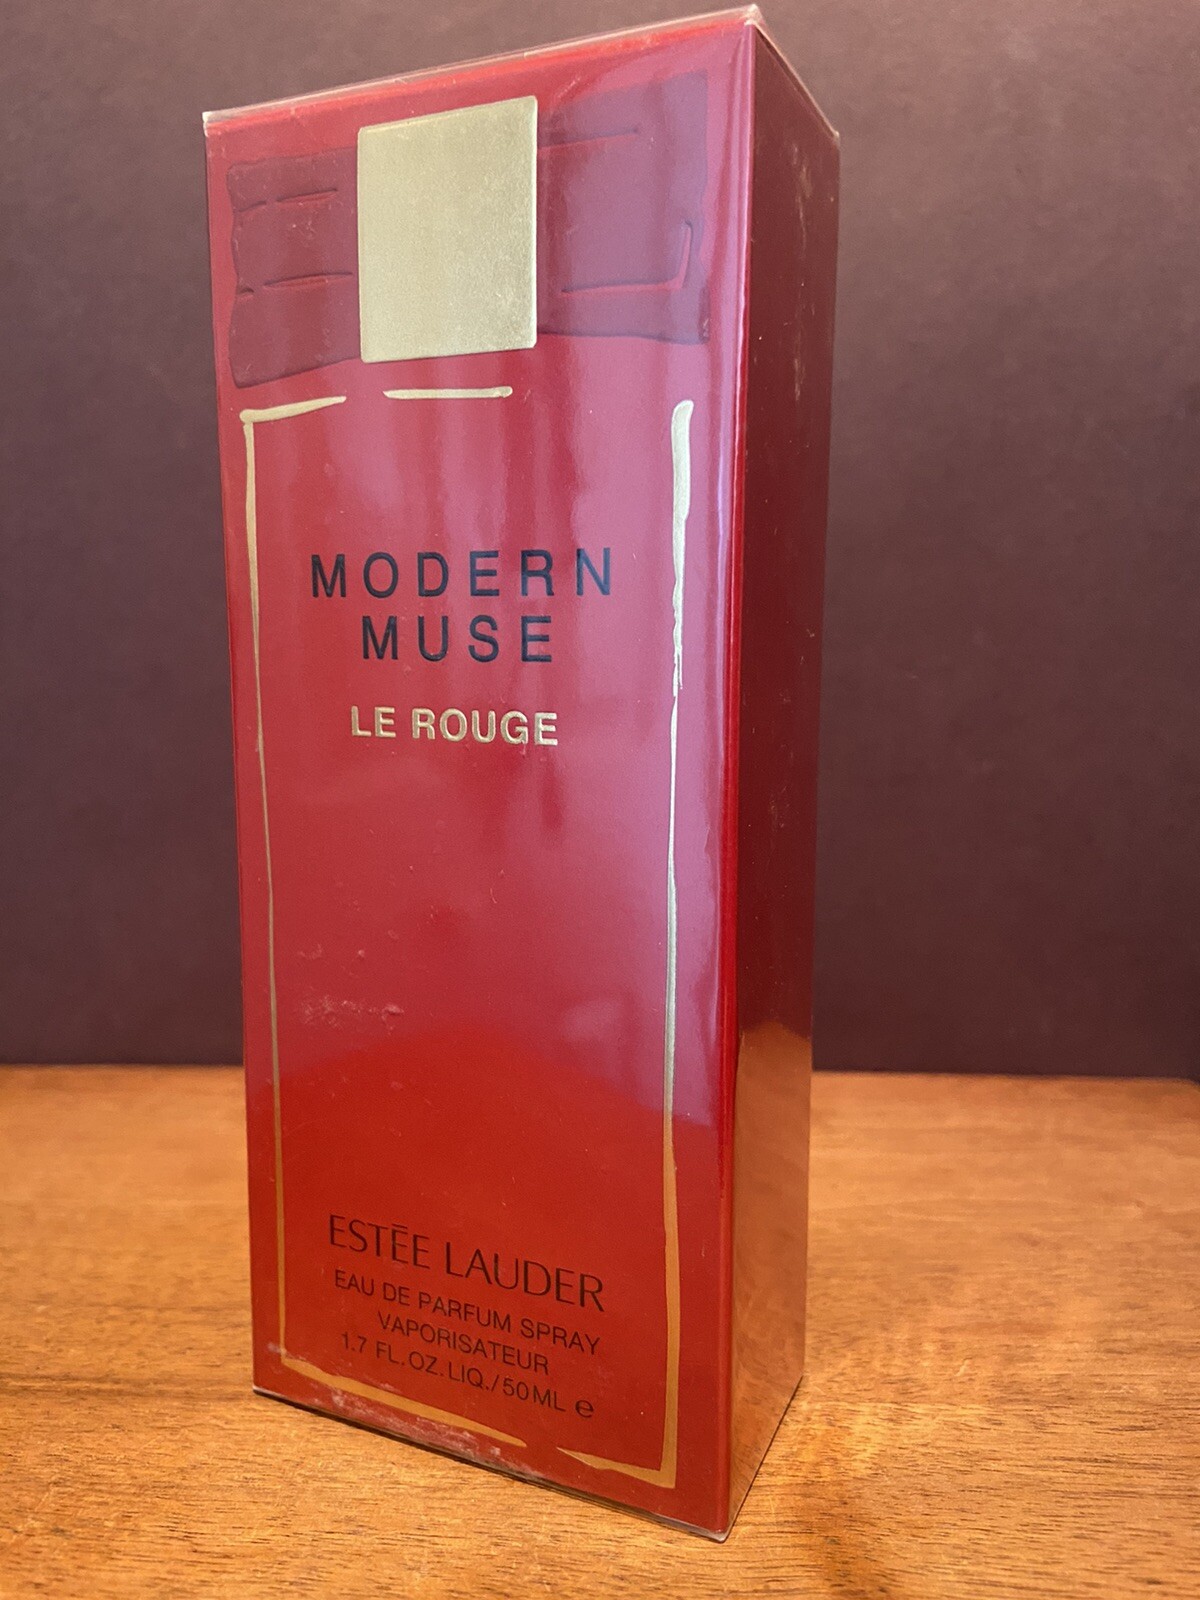 MODERN
MUSE
LE ROUGE
ESTĒE LAUDER
EAU DE PARFUM SPRAY
VAPORISATEUR
1.7 FL.OZ.LIQ./50ML ℮